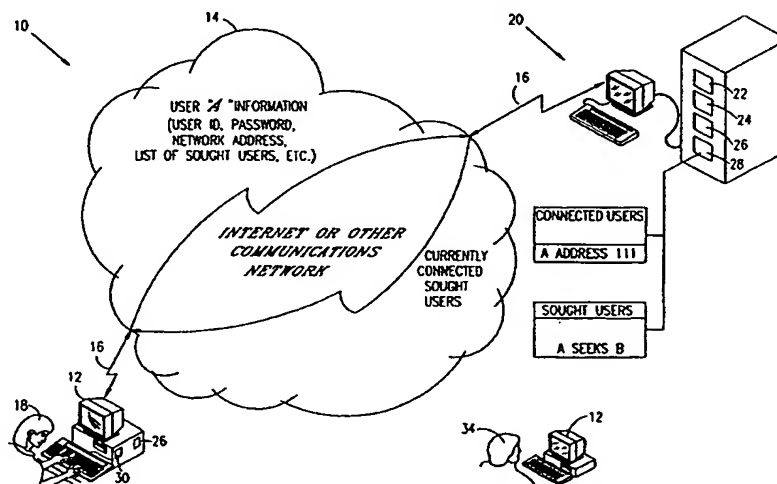 10
14
20
USER "A" INFORMATION
(USER ID, PASSWORD,
NETWORK ADDRESS,
LIST OF SOUGHT USERS, ETC.)
16
22
24
26
28
INTERNET OR OTHER
COMMUNICATIONS
NETWORK
CURRENTLY
CONNECTED
SOUGHT
USERS
CONNECTED USERS
A ADDRESS 111
SOUGHT USERS
A SEEKS B
16
12
18
26
30
34
12